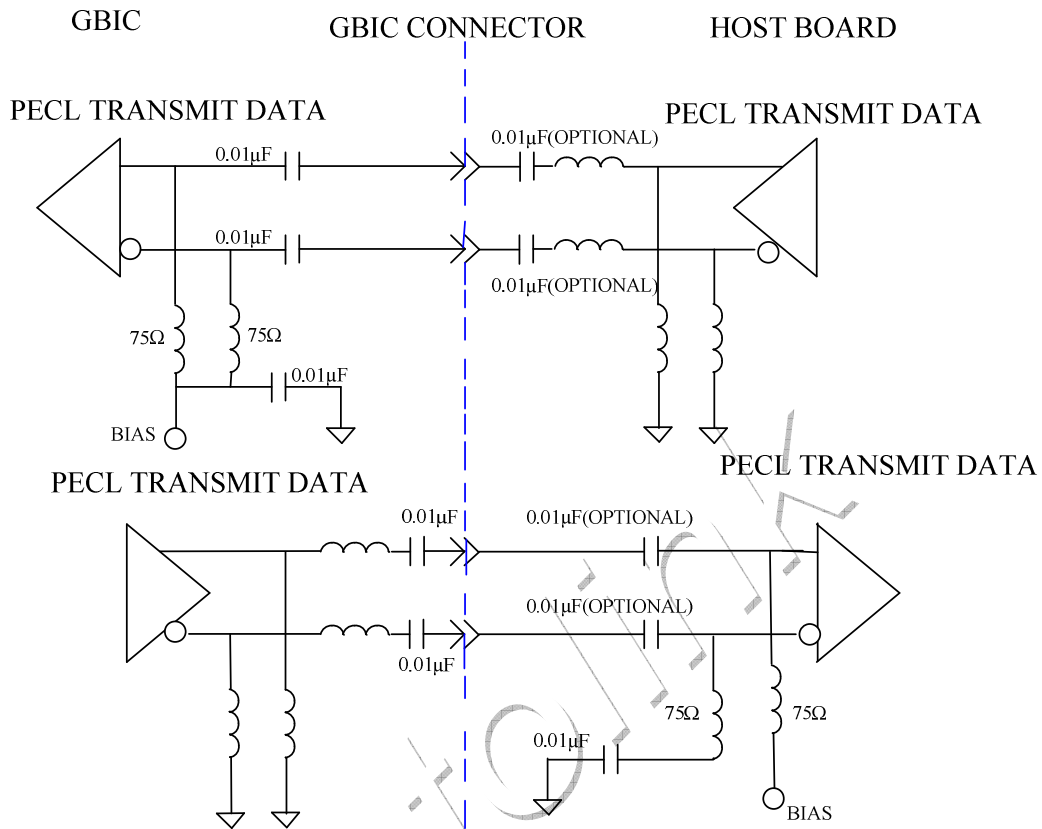 GBIC
GBIC CONNECTOR
HOST BOARD
PECL TRANSMIT DATA
PECL TRANSMIT DATA
0.01μF
0.01μF(OPTIONAL)
0.01μF
0.01μF(OPTIONAL)
75Ω
75Ω
0.01μF
BIAS
PECL TRANSMIT DATA
PECL TRANSMIT DATA
0.01μF
0.01μF(OPTIONAL)
0.01μF(OPTIONAL)
0.01μF
75Ω
75Ω
0.01μF
BIAS